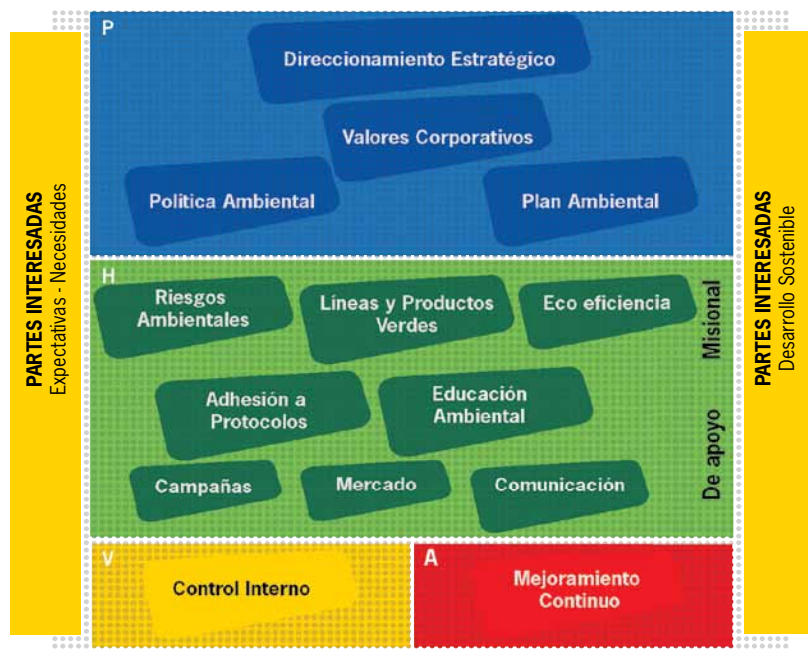 PARTES INTERESADAS
Expectativas - Necesidades
P
Direccionamiento Estratégico
Valores Corporativos
Politica Ambiental
Plan Ambiental
H
Riesgos
Ambientales
Líneas y Productos
Verdes
Eco eficiencia
Misional
Adhesión a
Protocolos
Educación
Ambiental
De apoyo
Campañas
Mercado
Comunicación
V
Control Interno
A
Mejoramiento
Continuo
PARTES INTERESADAS
Desarrollo Sostenible